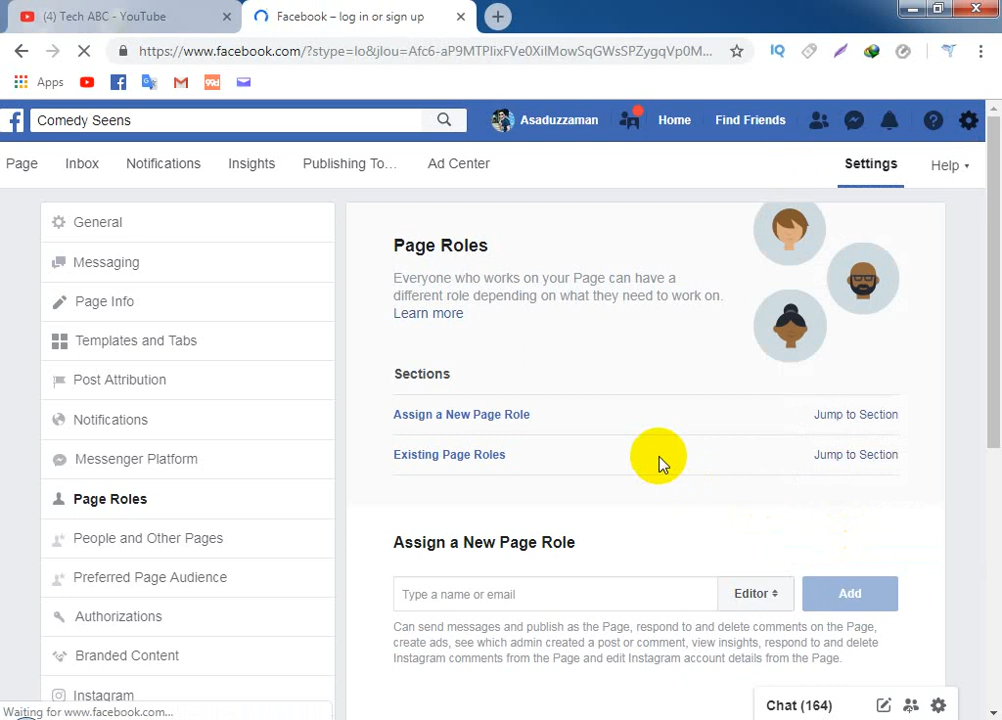 (4) Tech ABC - YouTube
Facebook – log in or sign up
https://www.facebook.com/?stype=lo&jlou=Afc6-aP9MTPlixFVe0XilMowSqGWsSPZygqVp0M...
IQ
Apps
99d
Comedy Seens
Asaduzzaman
Home
Find Friends
Page
Inbox
Notifications
Insights
Publishing To...
Ad Center
Settings
Help
General
Messaging
Page Info
Templates and Tabs
Post Attribution
Notifications
Messenger Platform
Page Roles
People and Other Pages
Preferred Page Audience
Authorizations
Branded Content
Instagram
Page Roles
Everyone who works on your Page can have a
different role depending on what they need to work on.
Learn more
Sections
Assign a New Page Role
Jump to Section
Existing Page Roles
Jump to Section
Assign a New Page Role
Type a name or email
Editor
Add
Can send messages and publish as the Page, respond to and delete comments on the Page,
create ads, see which admin created a post or comment, view insights, respond to and delete
Instagram comments from the Page and edit Instagram account details from the Page.
Chat (164)
Waiting for www.facebook.com...